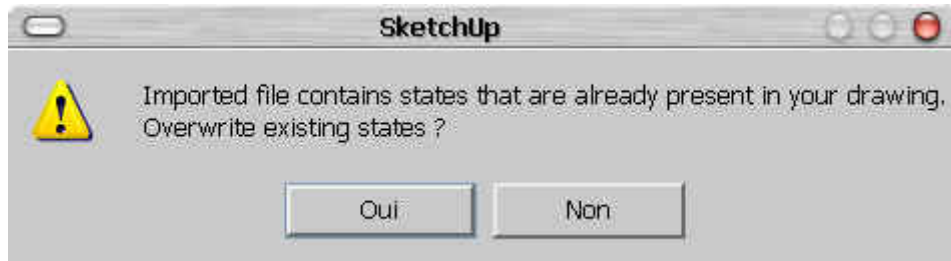 SketchUp
Imported file contains states that are already present in your drawing.
Overwrite existing states ?
Oui
Non